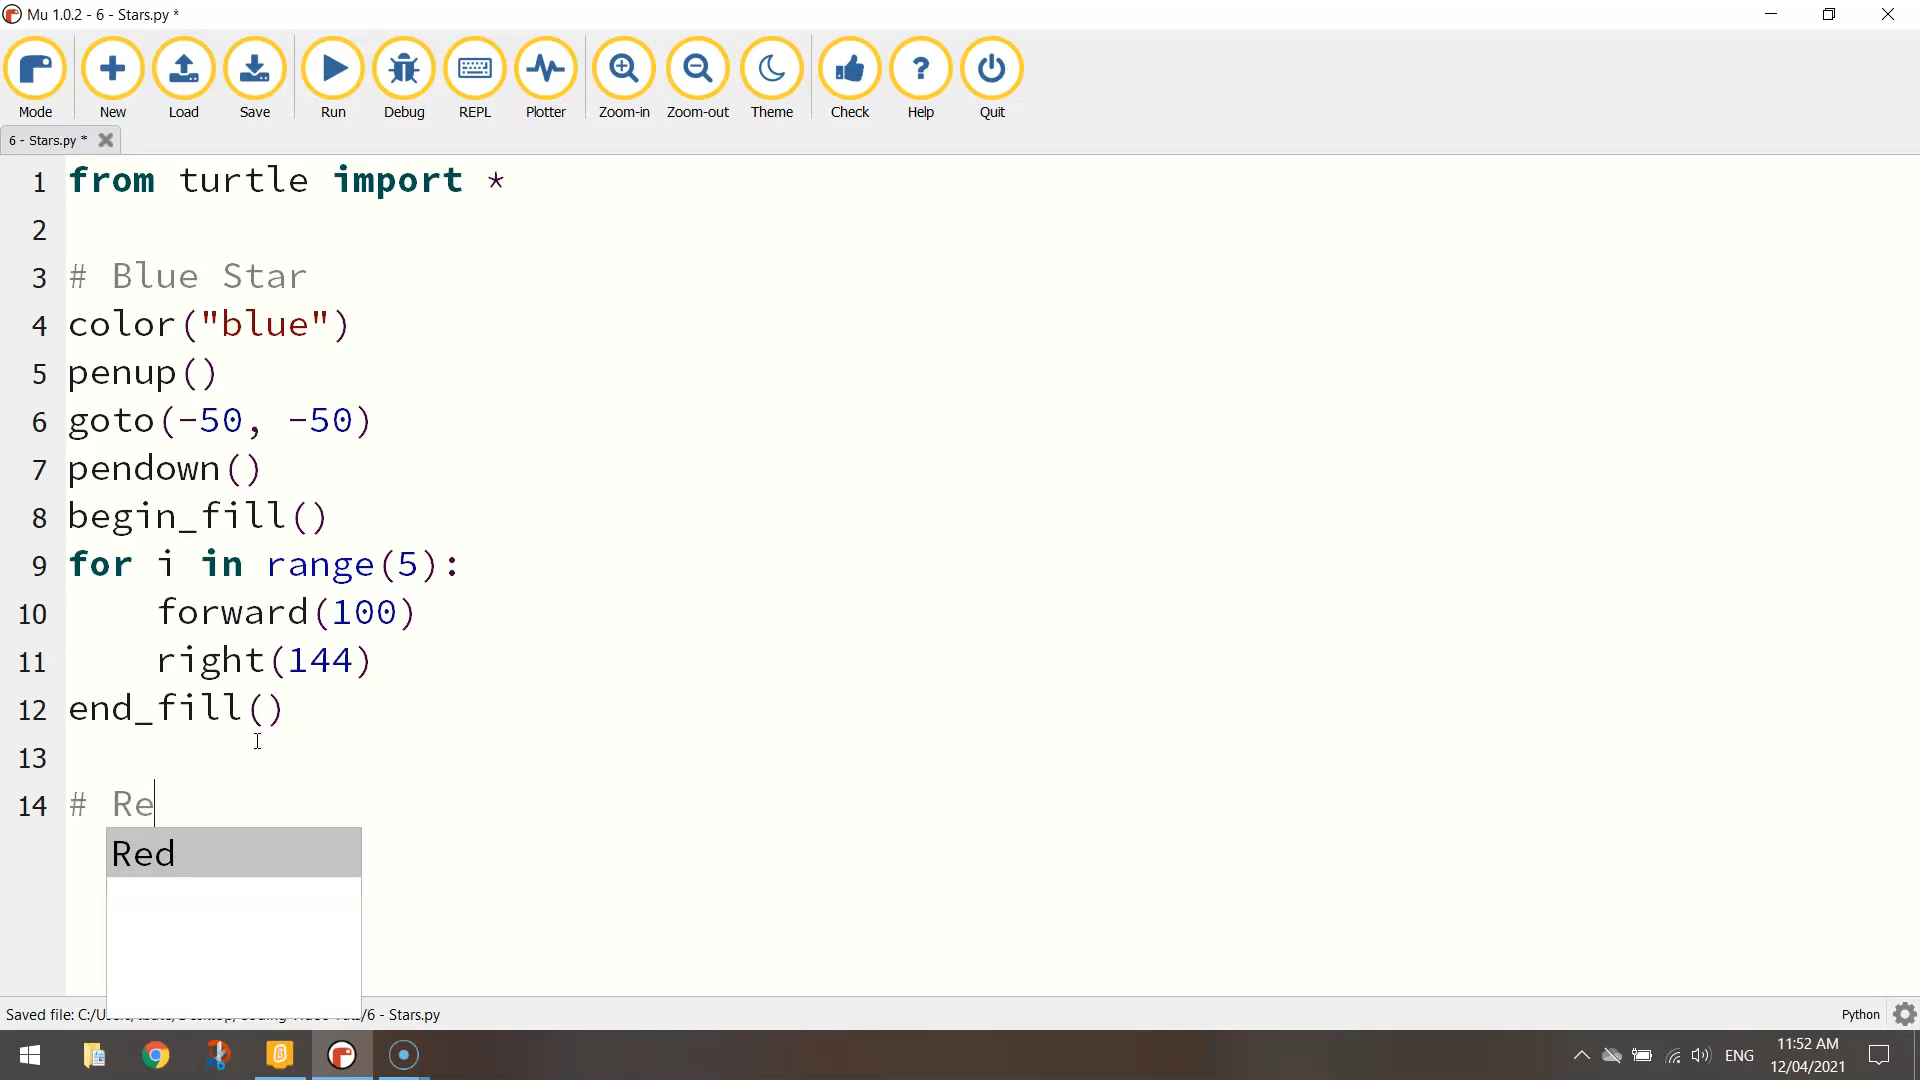 Mu 1.0.2 - 6 - Stars.py *
Mode New Load Save Run Debug REPL Plotter Zoom-in Zoom-out Theme Check Help Quit
6 - Stars.py *
1 from turtle import *
2
3 # Blue Star
4 color("blue")
5 penup()
6 goto(-50, -50)
7 pendown()
8 begin_fill()
9 for i in range(5):
10 forward(100)
11 right(144)
12 end_fill()
13
14 # Re
Red
Saved file: C:/U /6 - Stars.py
Python
ENG
11:52 AM
12/04/2021